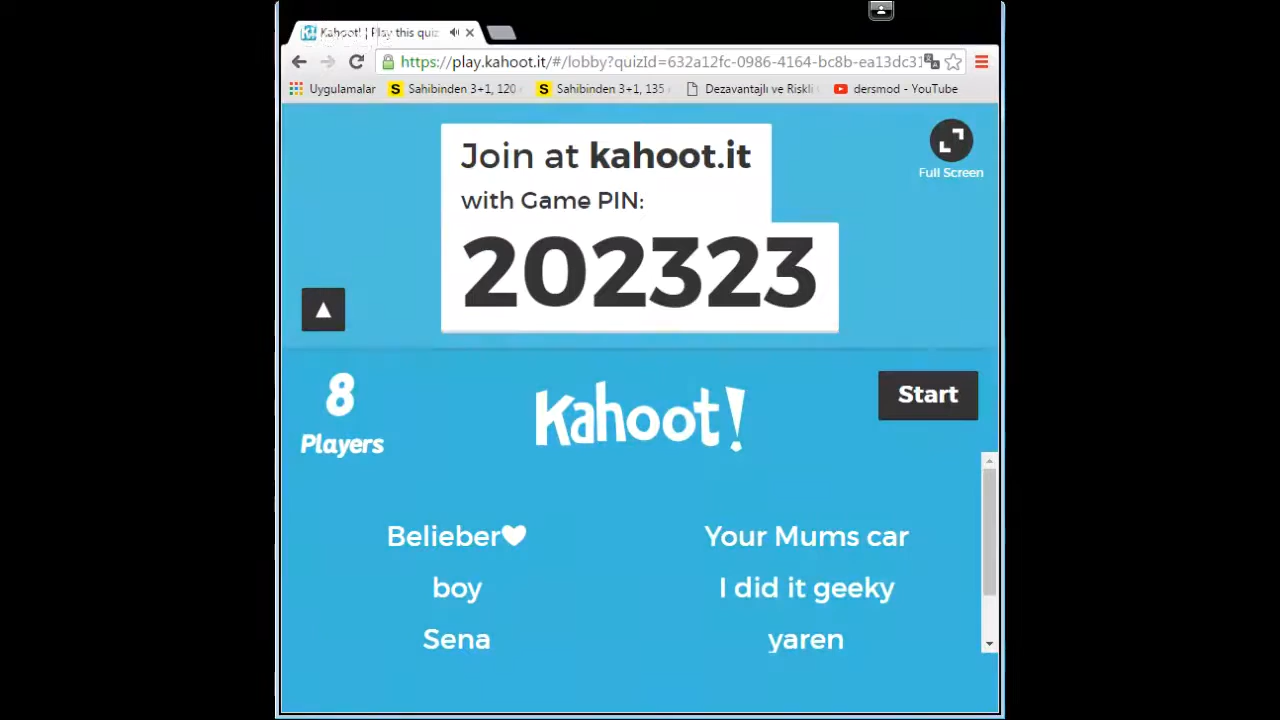 Kahoot! | Play this quiz
https://play.kahoot.it/#/lobby?quizId=632a12fc-0986-4164-bc8b-ea13dc31
Uygulamalar
S Sahibinden 3+1, 120
S Sahibinden 3+1, 135
Dezavantajlı ve Riskli
dersmod - YouTube
Join at kahoot.it
with Game PIN:
202323
Full Screen
8
Players
Kahoot!
Start
Belieber♥ Your Mums car
boy I did it geeky
Sena yaren